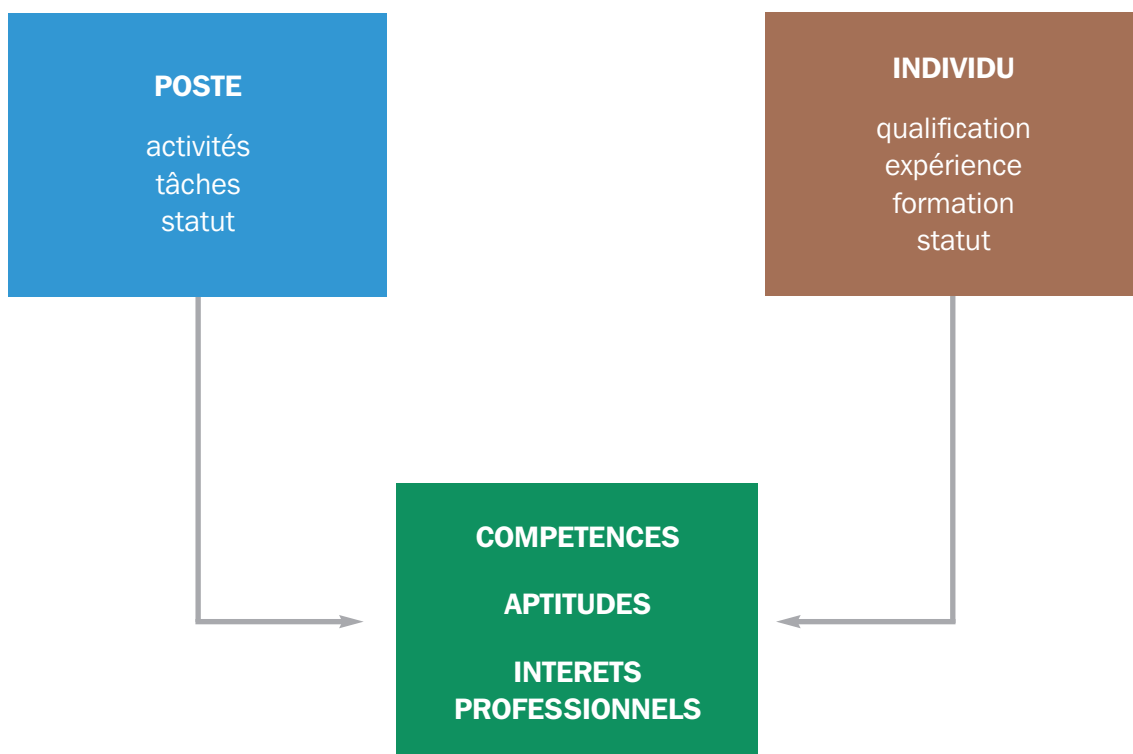 POSTE
activités
tâches
statut
INDIVIDU
qualification
expérience
formation
statut
COMPETENCES
APTITUDES
INTERETS
PROFESSIONNELS